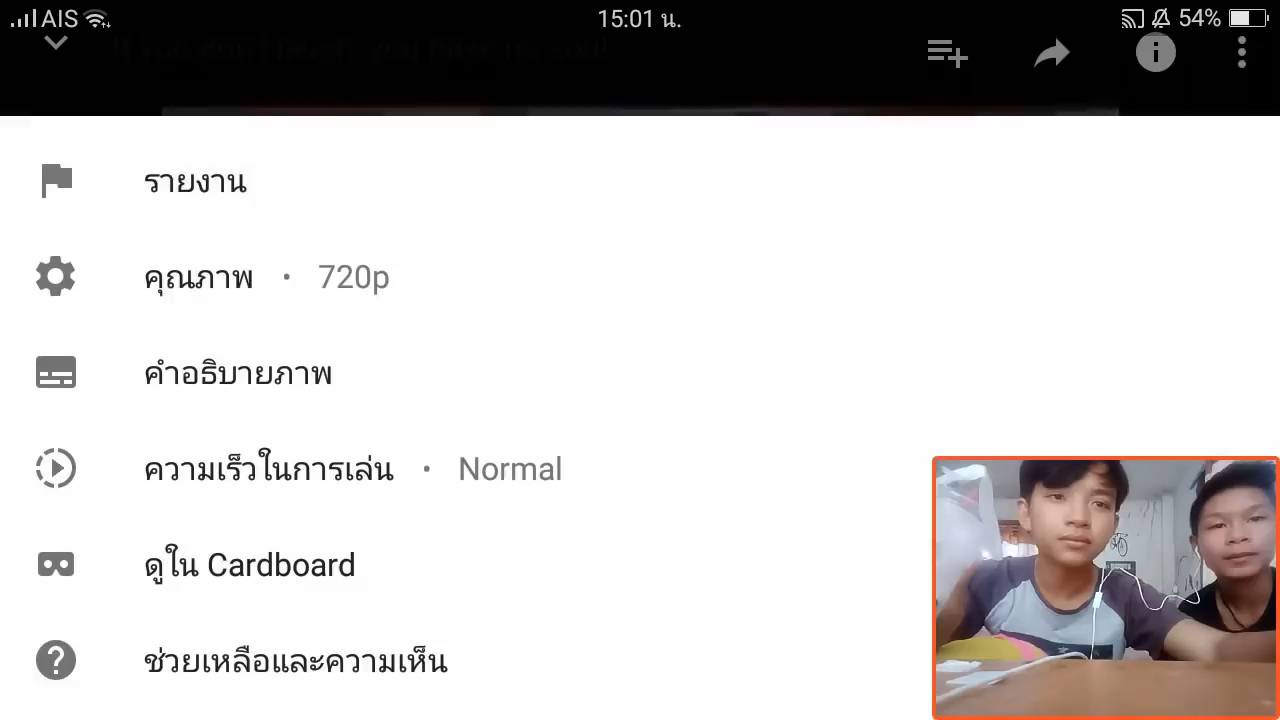 AIS 15:01 น. 54%
รายงาน
คุณภาพ • 720p
คำอธิบายภาพ
ความเร็วในการเล่น • Normal
ดูใน Cardboard
ช่วยเหลือและความเห็น